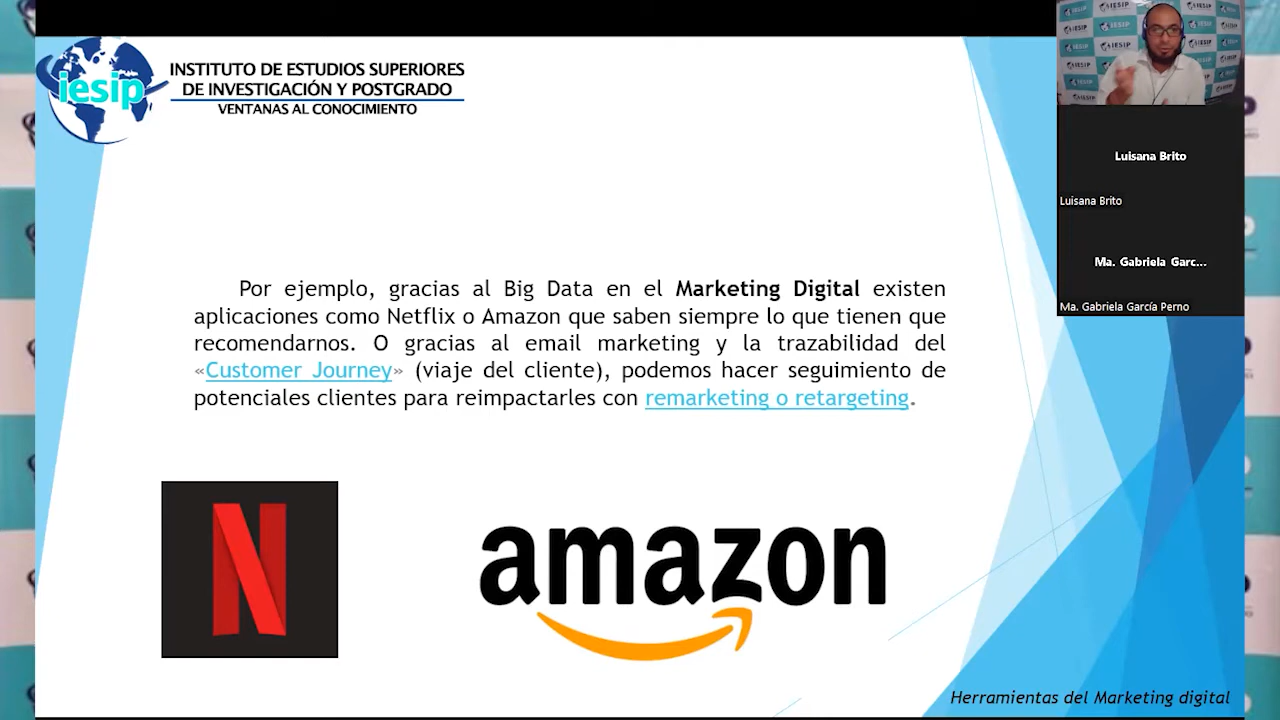 iesip
INSTITUTO DE ESTUDIOS SUPERIORES
DE INVESTIGACIÓN Y POSTGRADO
VENTANAS AL CONOCIMIENTO
Luisana Brito
Luisana Brito
Ma. Gabriela Garc...
Ma. Gabriela García Perno
Por ejemplo, gracias al Big Data en el Marketing Digital existen
aplicaciones como Netflix o Amazon que saben siempre lo que tienen que
recomendarnos. O gracias al email marketing y la trazabilidad del
«Customer Journey» (viaje del cliente), podemos hacer seguimiento de
potenciales clientes para reimpactarles con remarketing o retargeting.
N
amazon
Herramientas del Marketing digital